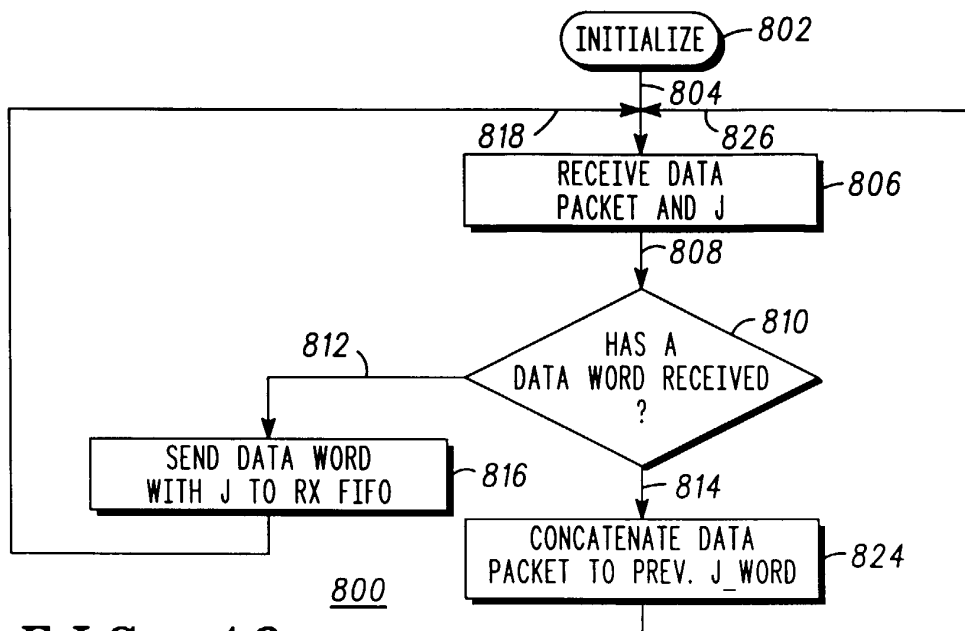 INITIALIZE
802
804
818
826
RECEIVE DATA
PACKET AND J
806
808
HAS A
DATA WORD RECEIVED
?
810
812
SEND DATA WORD
WITH J TO RX FIFO
816
814
CONCATENATE DATA
PACKET TO PREV. J_WORD
824
800